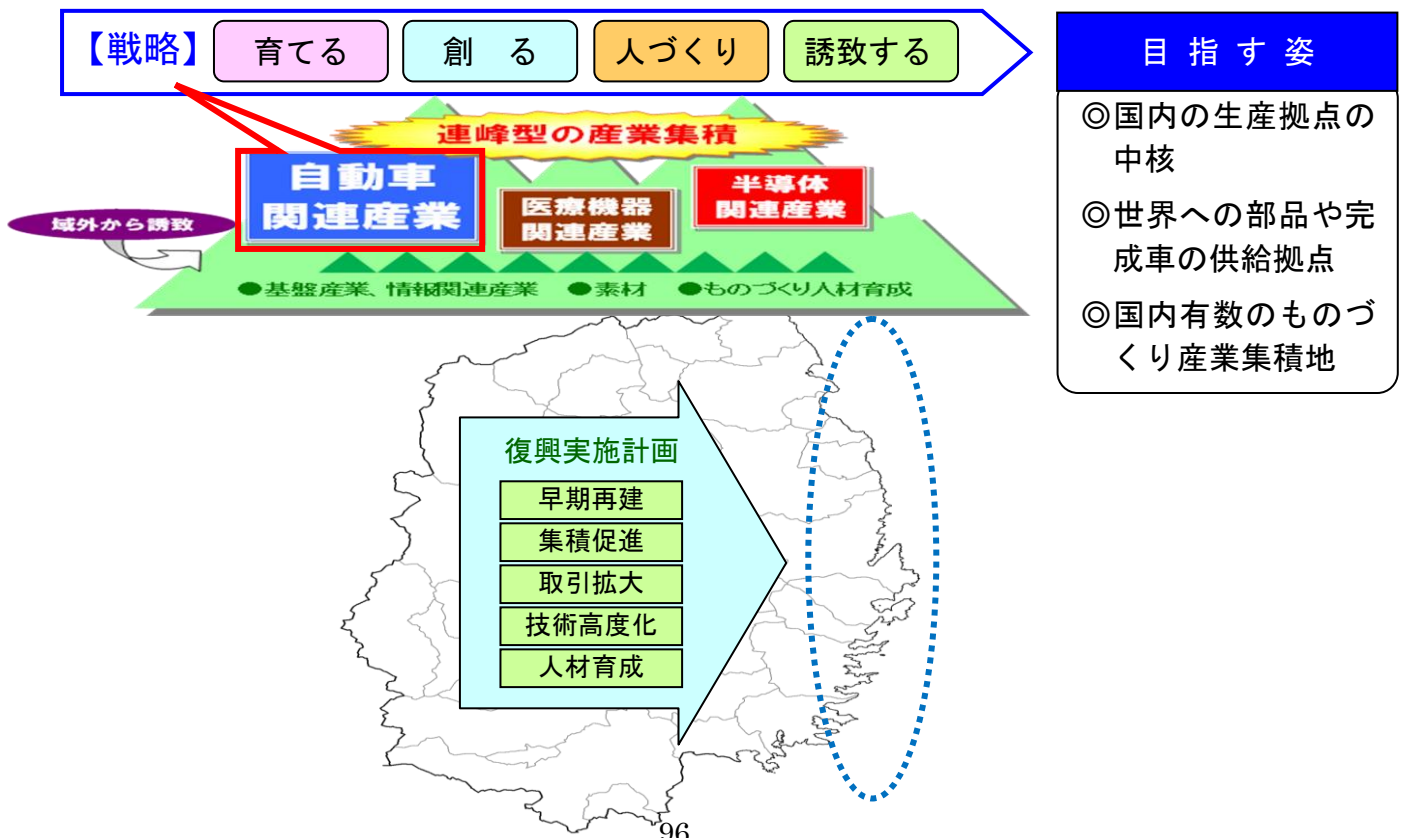 【戦略】 育てる 創 る 人づくり 誘致する
目 指 す 姿
◎国内の生産拠点の
中核
◎世界への部品や完
成車の供給拠点
◎国内有数のものづ
くり産業集積地
連峰型の産業集積
自動車
関連産業
医療機器
関連産業
半導体
関連産業
域外から誘致
●基盤産業、情報関連産業 ●素材 ●ものづくり人材育成
復興実施計画
早期再建
集積促進
取引拡大
技術高度化
人材育成
96